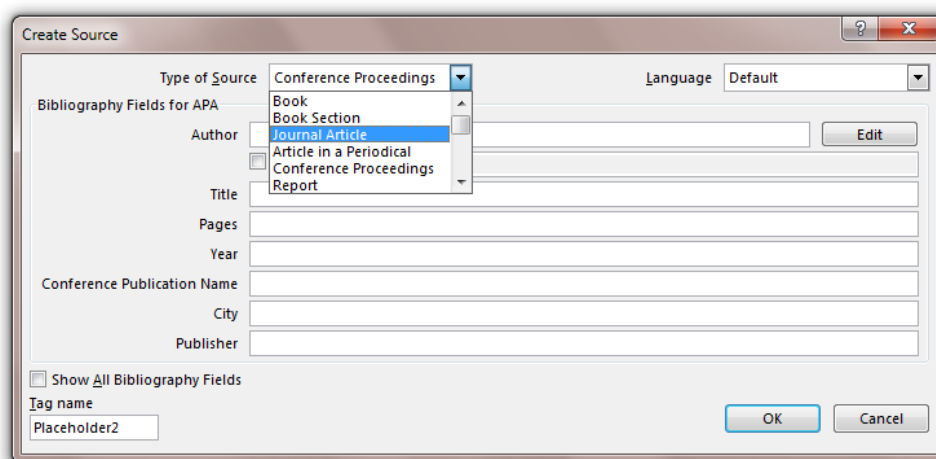 Create Source
Type of Source Conference Proceedings Language Default
Book
Bibliography Fields for APA
Book Section
Author Journal Article Edit
Article in a Periodical
Conference Proceedings
Report
Title
Pages
Year
Conference Publication Name
City
Publisher
Show All Bibliography Fields
Tag name
Placeholder2 OK Cancel